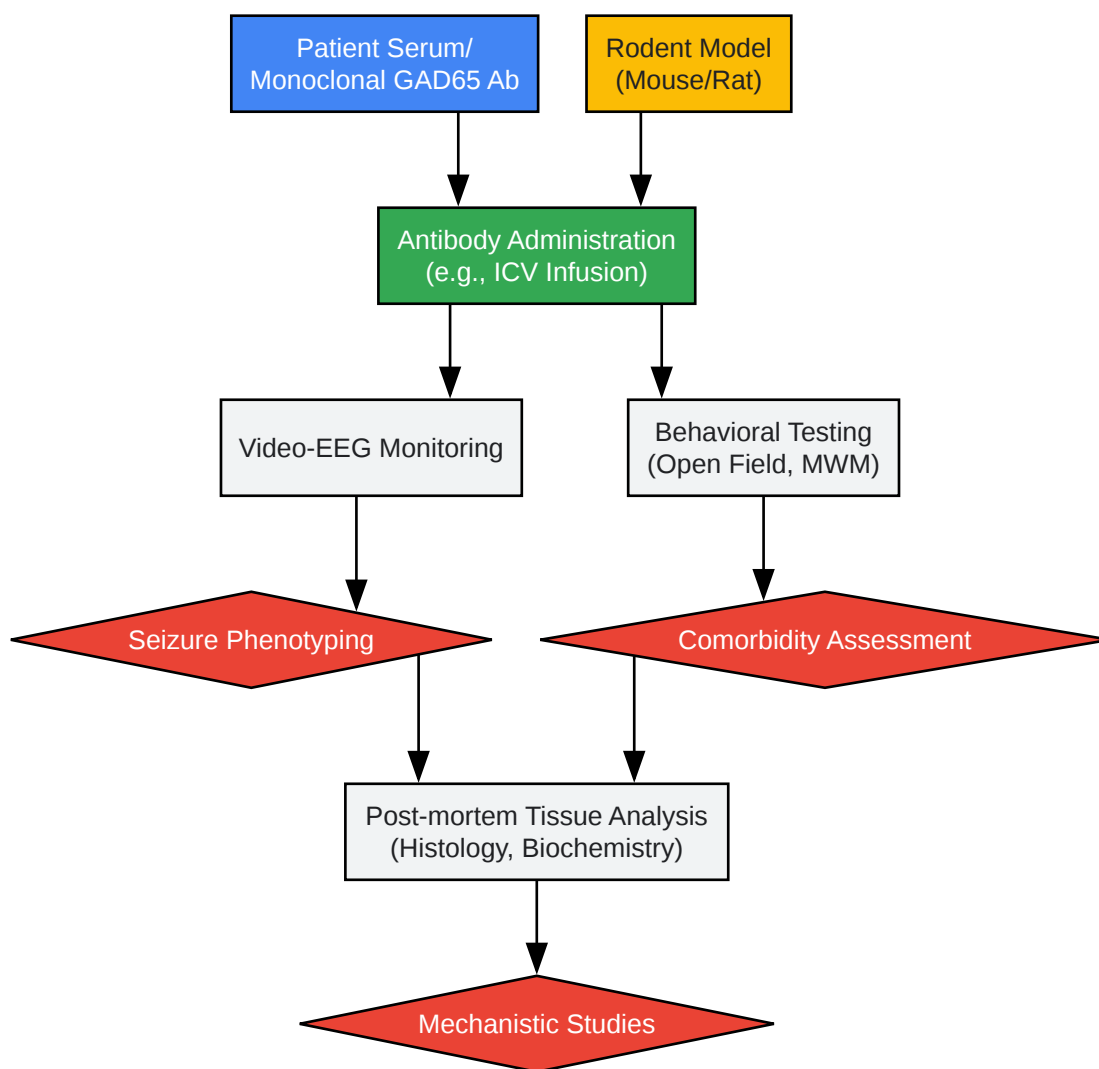 Patient Serum/
Monoclonal GAD65 Ab
Rodent Model
(Mouse/Rat)
Antibody Administration
(e.g., ICV Infusion)
Video-EEG Monitoring
Behavioral Testing
(Open Field, MWM)
Seizure Phenotyping
Comorbidity Assessment
Post-mortem Tissue Analysis
(Histology, Biochemistry)
Mechanistic Studies